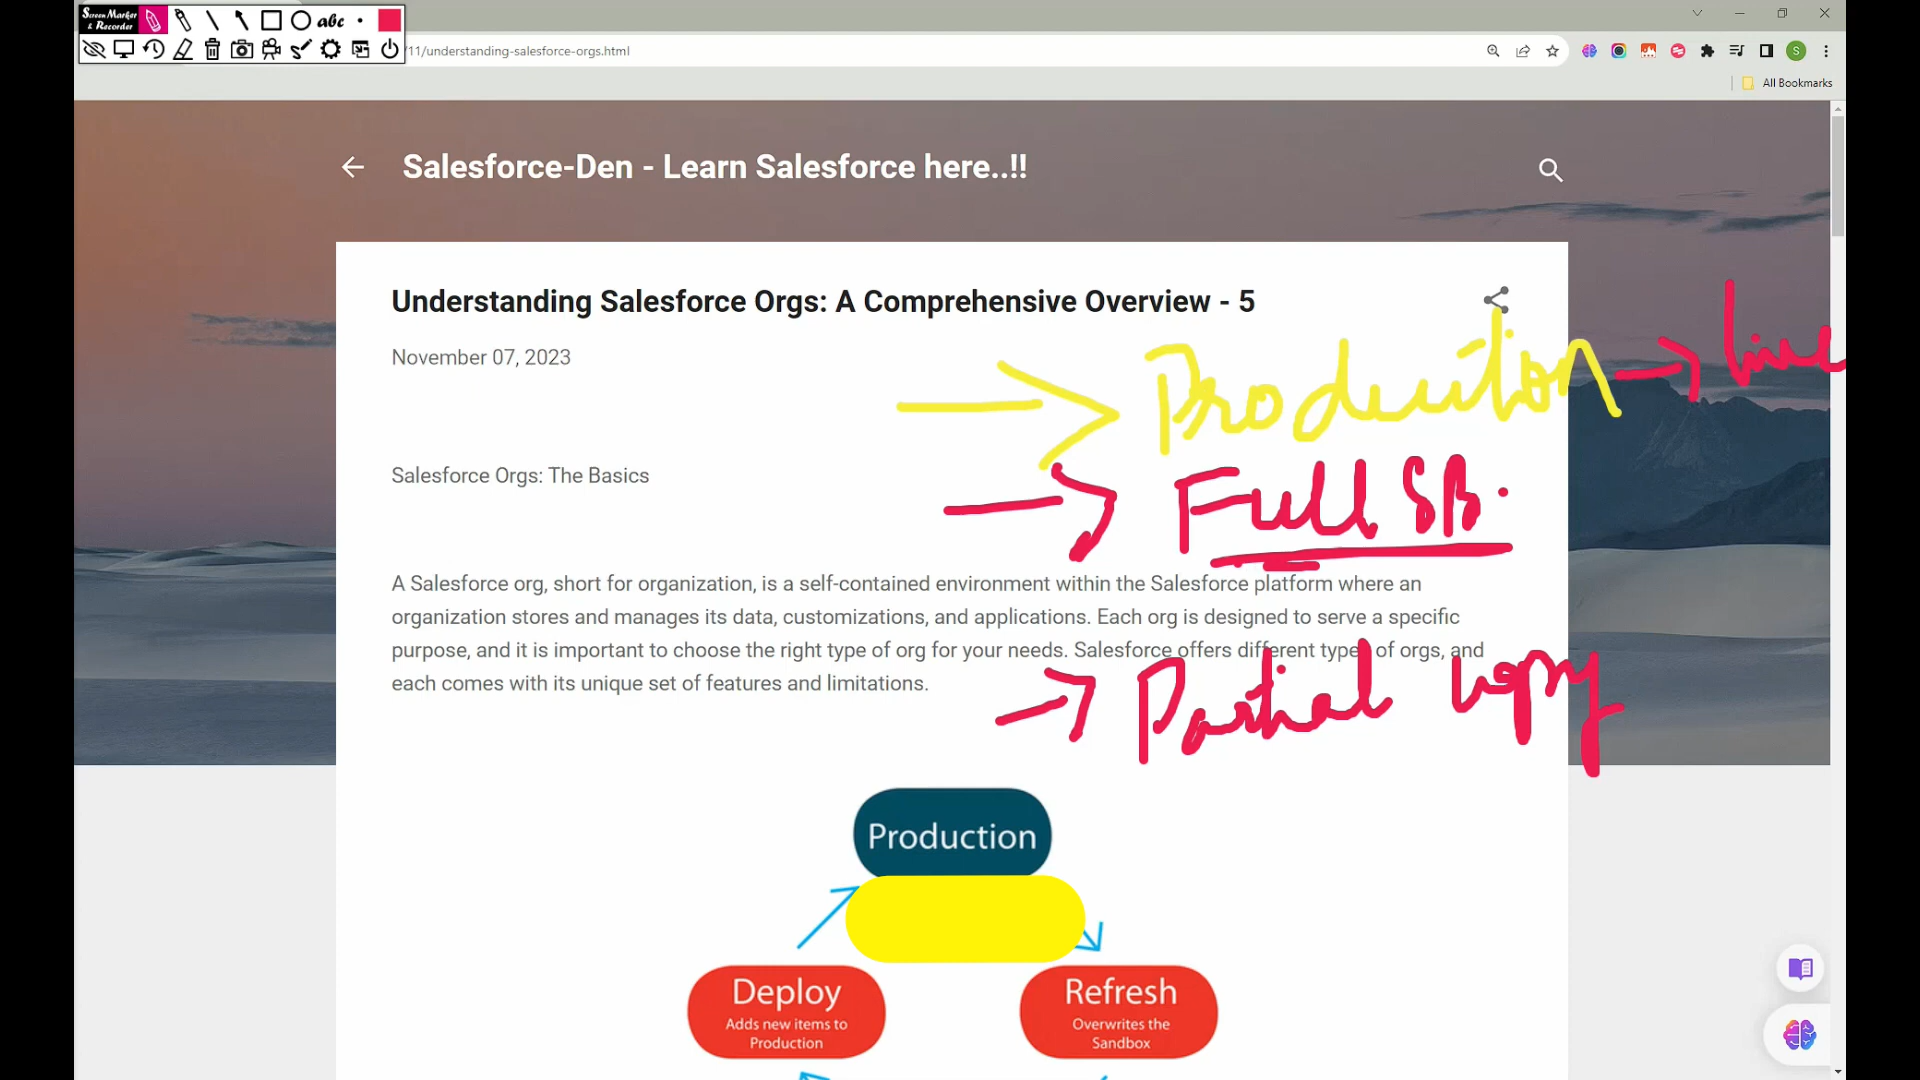 Screen Marker
& Recorder
abc
11/understanding-salesforce-orgs.html
S
All Bookmarks
Salesforce-Den - Learn Salesforce here..!!
Understanding Salesforce Orgs: A Comprehensive Overview - 5
November 07, 2023
Production → Live
Salesforce Orgs: The Basics
→ Full SB.
A Salesforce org, short for organization, is a self-contained environment within the Salesforce platform where an
organization stores and manages its data, customizations, and applications. Each org is designed to serve a specific
purpose, and it is important to choose the right type of org for your needs. Salesforce offers different types of orgs, and
each comes with its unique set of features and limitations.
→ Partial copy
Production
Deploy
Adds new items to
Production
Refresh
Overwrites the
Sandbox